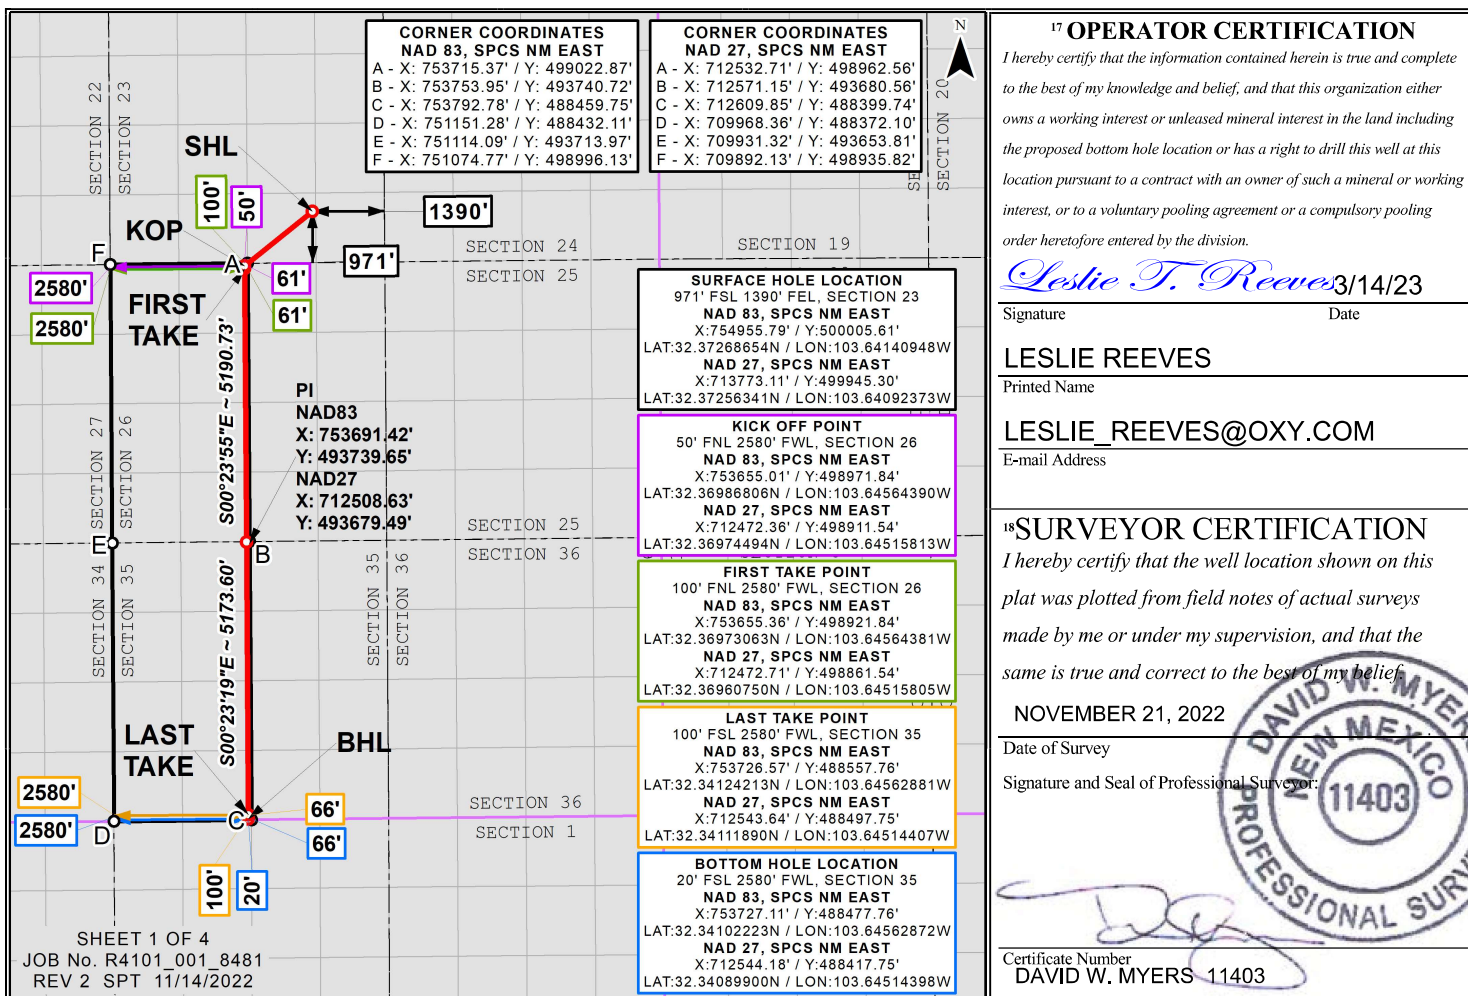 CORNER COORDINATES
NAD 83, SPCS NM EAST
A - X: 753715.37' / Y: 499022.87'
B - X: 753753.95' / Y: 493740.72'
C - X: 753792.78' / Y: 488459.75'
D - X: 751151.28' / Y: 488432.11'
E - X: 751114.09' / Y: 493713.97'
F - X: 751074.77' / Y: 498996.13'
CORNER COORDINATES
NAD 27, SPCS NM EAST
A - X: 712532.71' / Y: 498962.56'
B - X: 712571.15' / Y: 493680.56'
C - X: 712609.85' / Y: 488399.74'
D - X: 709968.36' / Y: 488372.10'
E - X: 709931.32' / Y: 493653.81'
F - X: 709892.13' / Y: 498935.82'
N
SECTION 22
SECTION 23
SECTION 20
SHL
100'
50'
1390'
KOP
971'
SECTION 24
SECTION 19
SECTION 25
F
A
2580'
61'
FIRST
TAKE
2580'
61'
S00°23'55"E ~ 5190.73'
PI
NAD83
X: 753691.42'
Y: 493739.65'
NAD27
X: 712508.63'
Y: 493679.49'
SECTION 27
SECTION 26
SECTION 25
SECTION 36
E
B
SECTION 34
SECTION 35
SECTION 35
SECTION 36
S00°23'19"E ~ 5173.60'
LAST
TAKE
BHL
2580'
66'
SECTION 36
SECTION 1
2580'
D
C
66'
100'
20'
SHEET 1 OF 4
JOB No. R4101_001_8481
REV 2 SPT 11/14/2022
SURFACE HOLE LOCATION
971' FSL 1390' FEL, SECTION 23
NAD 83, SPCS NM EAST
X:754955.79' / Y:500005.61'
LAT:32.37268654N / LON:103.64140948W
NAD 27, SPCS NM EAST
X:713773.11' / Y:499945.30'
LAT:32.37256341N / LON:103.64092373W
KICK OFF POINT
50' FNL 2580' FWL, SECTION 26
NAD 83, SPCS NM EAST
X:753655.01' / Y:498971.84'
LAT:32.36986806N / LON:103.64564390W
NAD 27, SPCS NM EAST
X:712472.36' / Y:498911.54'
LAT:32.36974494N / LON:103.64515813W
FIRST TAKE POINT
100' FNL 2580' FWL, SECTION 26
NAD 83, SPCS NM EAST
X:753655.36' / Y:498921.84'
LAT:32.36973063N / LON:103.64564381W
NAD 27, SPCS NM EAST
X:712472.71' / Y:498861.54'
LAT:32.36960750N / LON:103.64515805W
LAST TAKE POINT
100' FSL 2580' FWL, SECTION 35
NAD 83, SPCS NM EAST
X:753726.57' / Y:488557.76'
LAT:32.34124213N / LON:103.64562881W
NAD 27, SPCS NM EAST
X:712543.64' / Y:488497.75'
LAT:32.34111890N / LON:103.64514407W
BOTTOM HOLE LOCATION
20' FSL 2580' FWL, SECTION 35
NAD 83, SPCS NM EAST
X:753727.11' / Y:488477.76'
LAT:32.34102223N / LON:103.64562872W
NAD 27, SPCS NM EAST
X:712544.18' / Y:488417.75'
LAT:32.34089900N / LON:103.64514398W
17 OPERATOR CERTIFICATION
I hereby certify that the information contained herein is true and complete
to the best of my knowledge and belief, and that this organization either
owns a working interest or unleased mineral interest in the land including
the proposed bottom hole location or has a right to drill this well at this
location pursuant to a contract with an owner of such a mineral or working
interest, or to a voluntary pooling agreement or a compulsory pooling
order heretofore entered by the division.
Leslie T. Reeves 3/14/23
Signature Date
LESLIE REEVES
Printed Name
LESLIE_REEVES@OXY.COM
E-mail Address
18 SURVEYOR CERTIFICATION
I hereby certify that the well location shown on this
plat was plotted from field notes of actual surveys
made by me or under my supervision, and that the
same is true and correct to the best of my belief.
NOVEMBER 21, 2022
Date of Survey
Signature and Seal of Professional Surveyor:
DAVID W. MYERS
NEW MEXICO
11403
PROFESSIONAL
Certificate Number
DAVID W. MYERS 11403